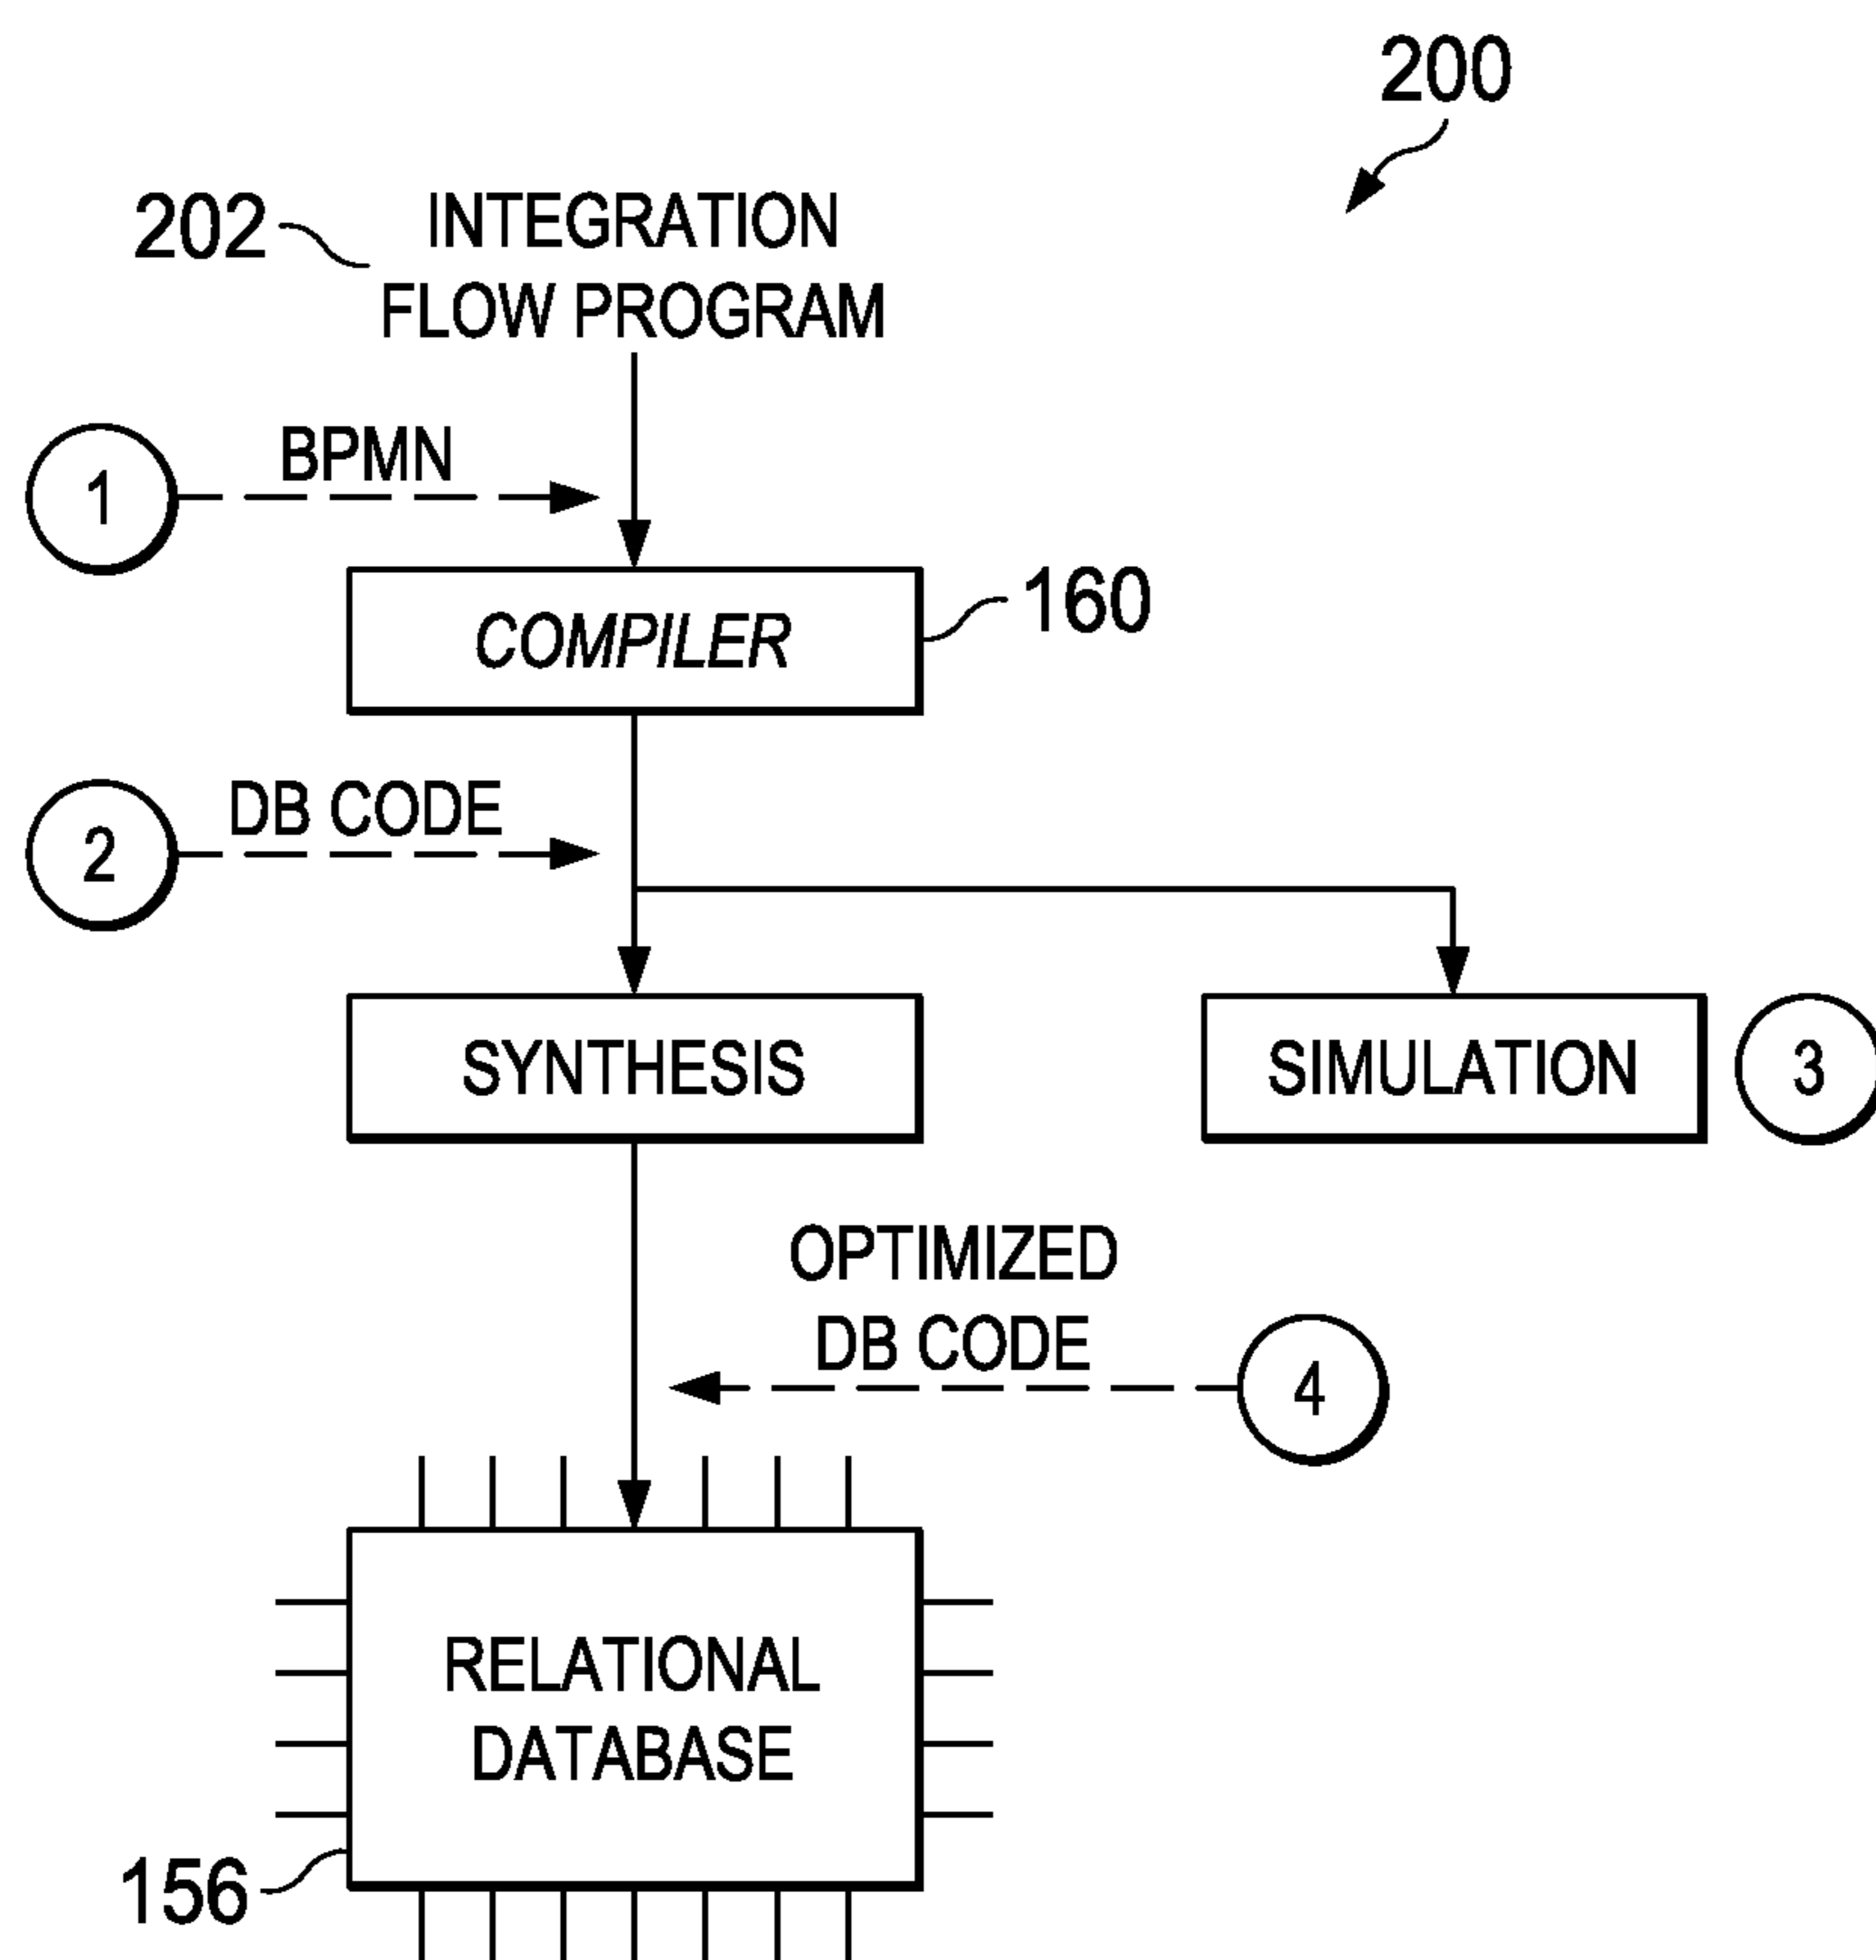 200
202
INTEGRATION
FLOW PROGRAM
1
BPMN
COMPILER
160
2
DB CODE
SYNTHESIS
SIMULATION
3
OPTIMIZED
DB CODE
4
RELATIONAL
DATABASE
156